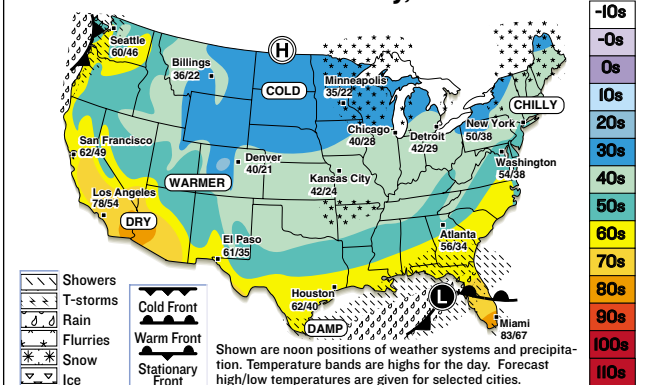 Seattle
60/46
Billings
36/22
H
COLD
Minneapolis
35/22
CHILLY
New York
50/38
Chicago
40/28
Detroit
42/29
San Francisco
62/49
Denver
40/21
WARMER
Kansas City
42/24
Washington
54/38
Los Angeles
78/54
DRY
El Paso
61/35
Atlanta
56/34
Houston
62/40
DAMP
L
Miami
83/67
-10s
-0s
0s
10s
20s
30s
40s
50s
60s
70s
80s
90s
100s
110s
Showers
T-storms
Rain
Flurries
Snow
Ice
Cold Front
Warm Front
Stationary
Front
Shown are noon positions of weather systems and precipita-
tion. Temperature bands are highs for the day. Forecast
high/low temperatures are given for selected cities.